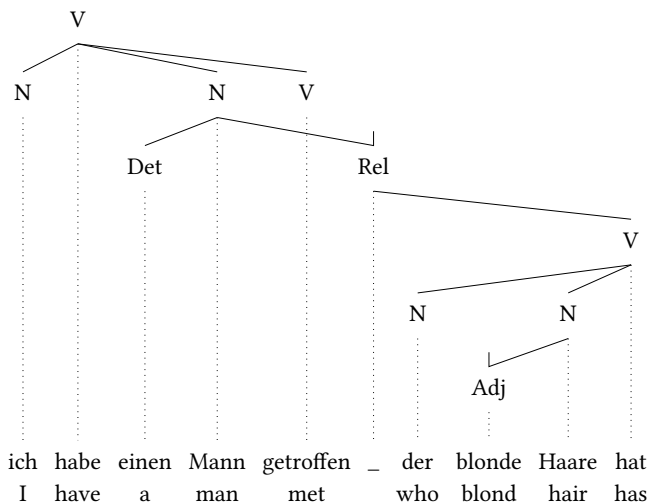 V
N N V
Det Rel
V
N N
Adj
ich habe einen Mann getroffen _ der blonde Haare hat
I have a man met who blond hair has